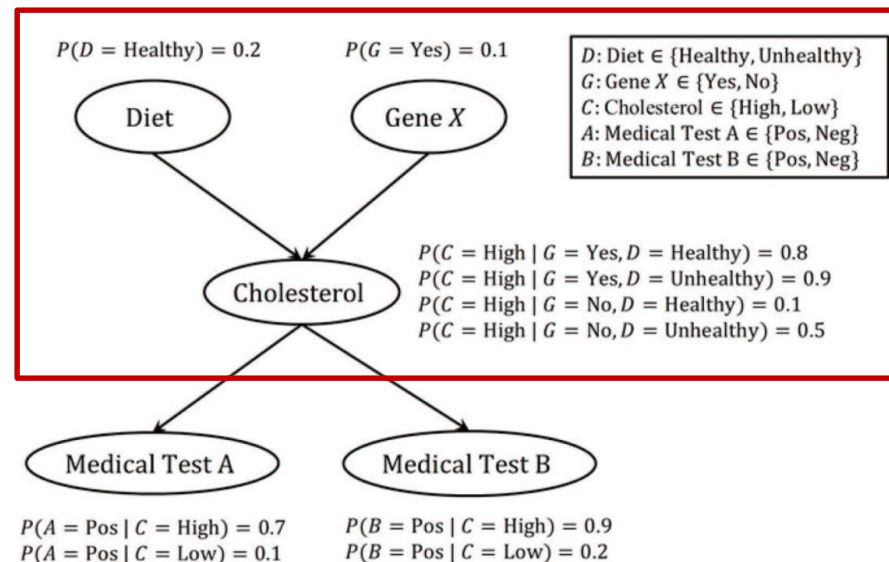 P(D = Healthy) = 0.2
P(G = Yes) = 0.1
D: Diet ∈ {Healthy, Unhealthy}
G: Gene X ∈ {Yes, No}
C: Cholesterol ∈ {High, Low}
A: Medical Test A ∈ {Pos, Neg}
B: Medical Test B ∈ {Pos, Neg}
Diet
Gene X
Cholesterol
P(C = High | G = Yes, D = Healthy) = 0.8
P(C = High | G = Yes, D = Unhealthy) = 0.9
P(C = High | G = No, D = Healthy) = 0.1
P(C = High | G = No, D = Unhealthy) = 0.5
Medical Test A
Medical Test B
P(A = Pos | C = High) = 0.7
P(A = Pos | C = Low) = 0.1
P(B = Pos | C = High) = 0.9
P(B = Pos | C = Low) = 0.2